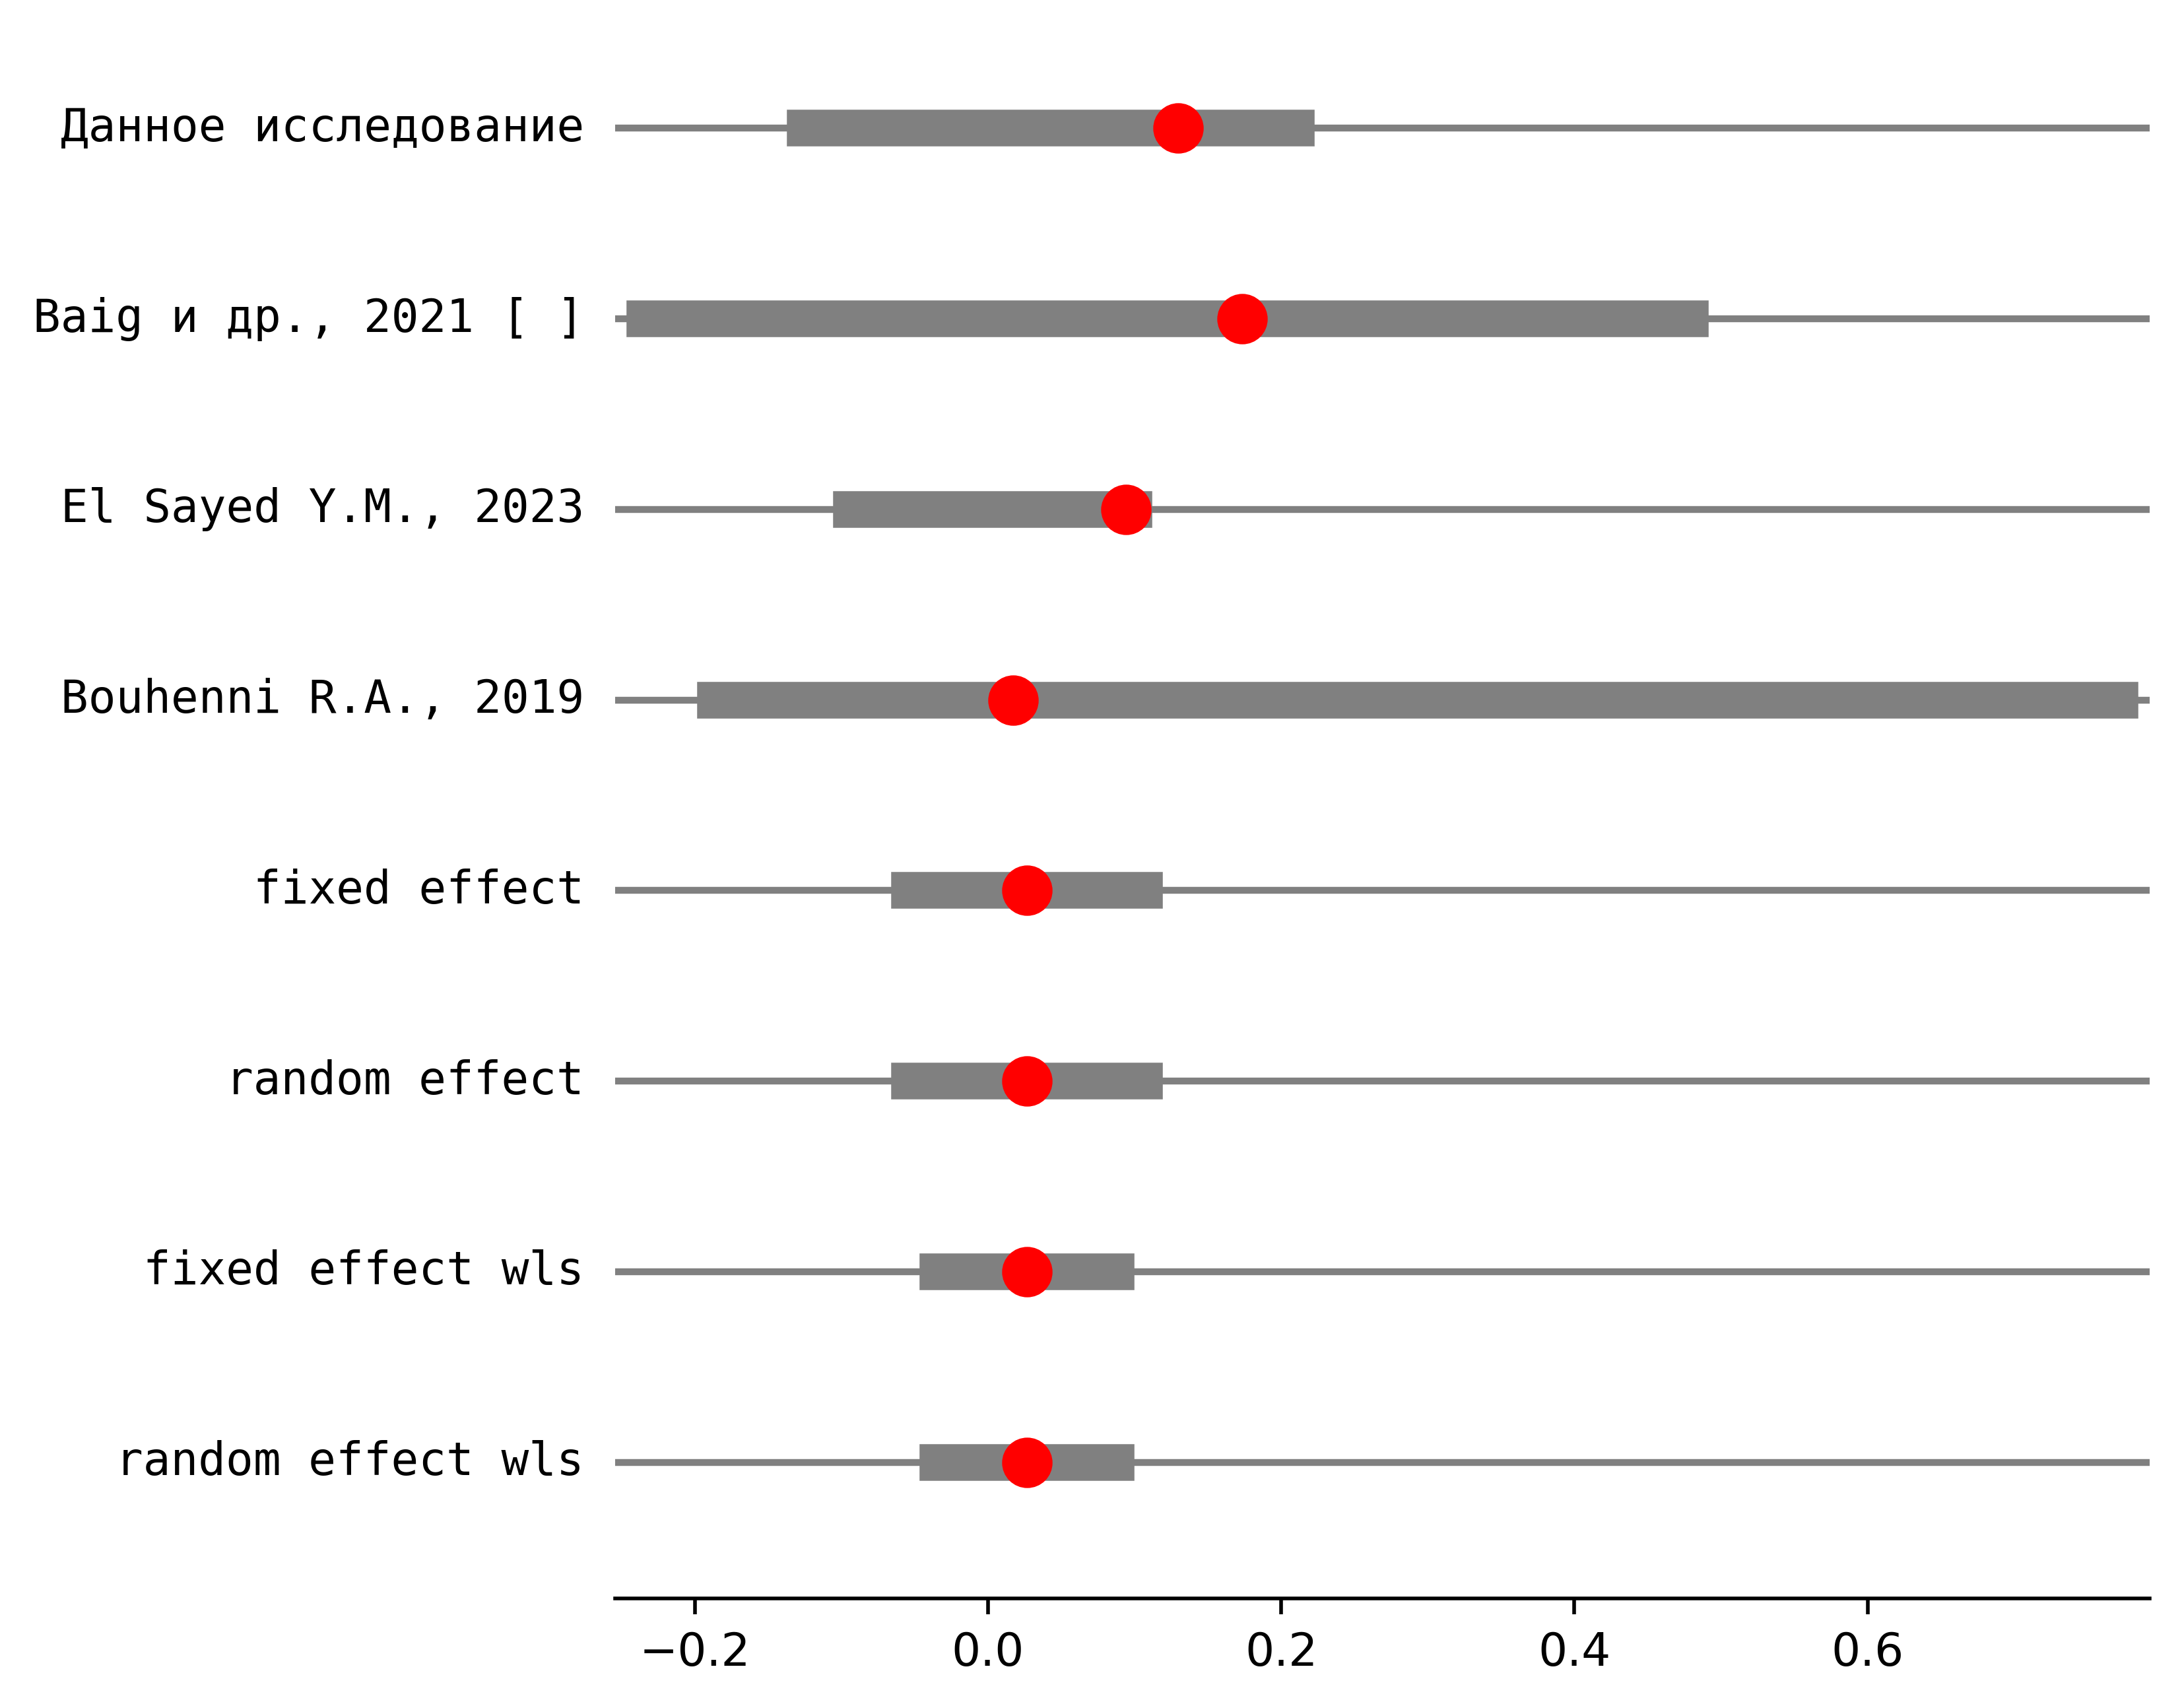 Данное исследование
Baig и др., 2021 [ ]
El Sayed Y.M., 2023
Bouhenni R.A., 2019
fixed effect
random effect
fixed effect wls
random effect wls
−0.2 0.0 0.2 0.4 0.6